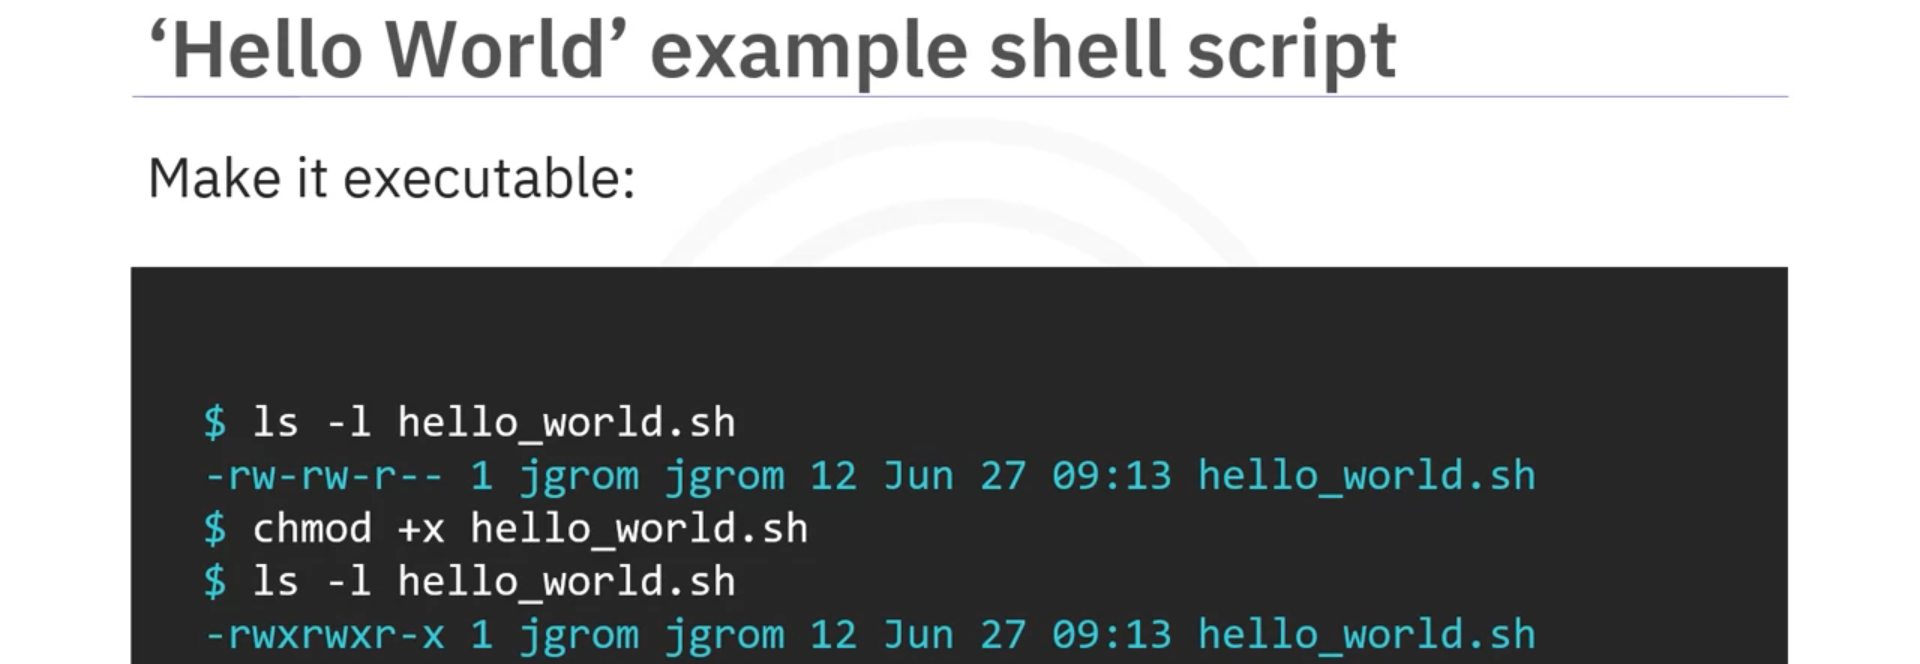 ‘Hello World’ example shell script
Make it executable:
$ ls -l hello_world.sh
-rw-rw-r-- 1 jgrom jgrom 12 Jun 27 09:13 hello_world.sh
$ chmod +x hello_world.sh
$ ls -l hello_world.sh
-rwxrwxr-x 1 jgrom jgrom 12 Jun 27 09:13 hello_world.sh